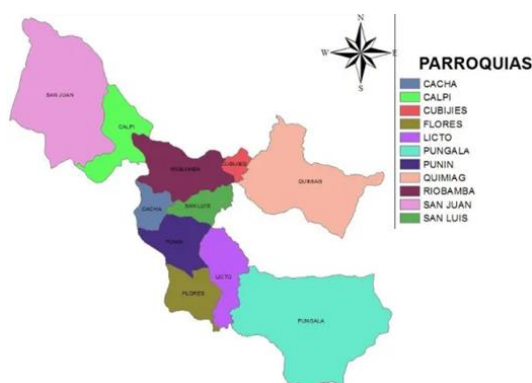 N
W E
S
PARROQUIAS
CACHA
CALPI
CUBIJIES
FLORES
LICTO
PUNGALA
PUNIN
QUIMIAG
RIOBAMBA
SAN JUAN
SAN LUIS
SAN JUAN
CALPI
RIOBAMBA
CUBIJIES
QUIMIAG
CACHA
SAN LUIS
PUNIN
LICTO
FLORES
PUNGALA